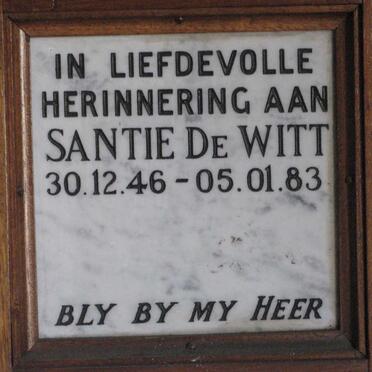 IN LIEFDEVOLLE
HERINNERING AAN
SANTIE DE WITT
30.12.46 - 05.01.83
BLY BY MY HEER